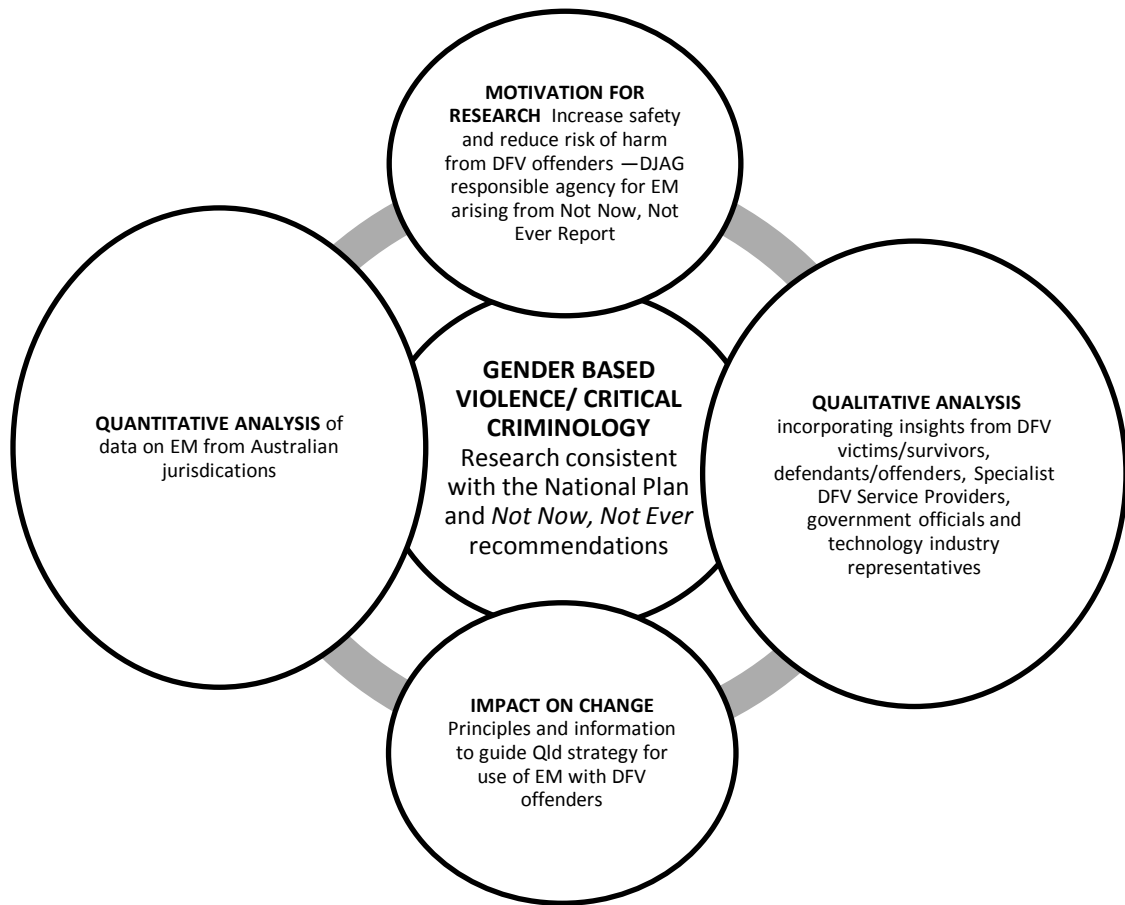 MOTIVATION FOR
RESEARCH Increase safety
and reduce risk of harm
from DFV offenders —DJAG
responsible agency for EM
arising from Not Now, Not
Ever Report
QUANTITATIVE ANALYSIS of
data on EM from Australian
jurisdications
GENDER BASED
VIOLENCE/ CRITICAL
CRIMINOLOGY
Research consistent
with the National Plan
and Not Now, Not Ever
recommendations
QUALITATIVE ANALYSIS
incorporating insights from DFV
victims/survivors,
defendants/offenders, Specialist
DFV Service Providers,
government officials and
technology industry
representatives
IMPACT ON CHANGE
Principles and information
to guide Qld strategy for
use of EM with DFV
offenders